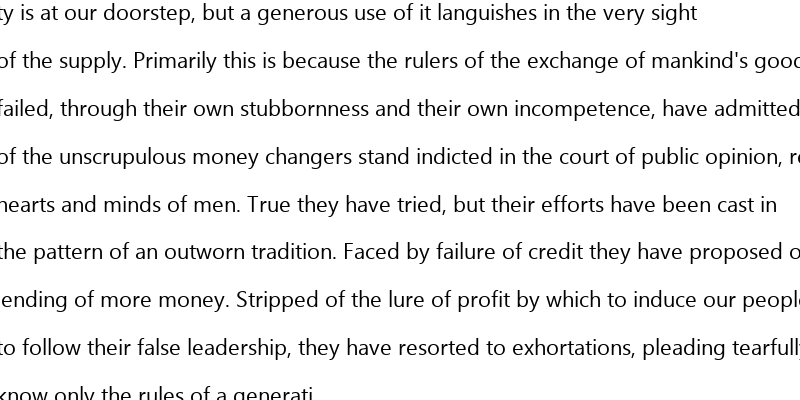 ty is at our doorstep, but a generous use of it languishes in the very sight
of the supply. Primarily this is because the rulers of the exchange of mankind's good
failed, through their own stubbornness and their own incompetence, have admitted
of the unscrupulous money changers stand indicted in the court of public opinion, r
hearts and minds of men. True they have tried, but their efforts have been cast in
the pattern of an outworn tradition. Faced by failure of credit they have proposed o
lending of more money. Stripped of the lure of profit by which to induce our people
to follow their false leadership, they have resorted to exhortations, pleading tearfully
know only the rules of a generati